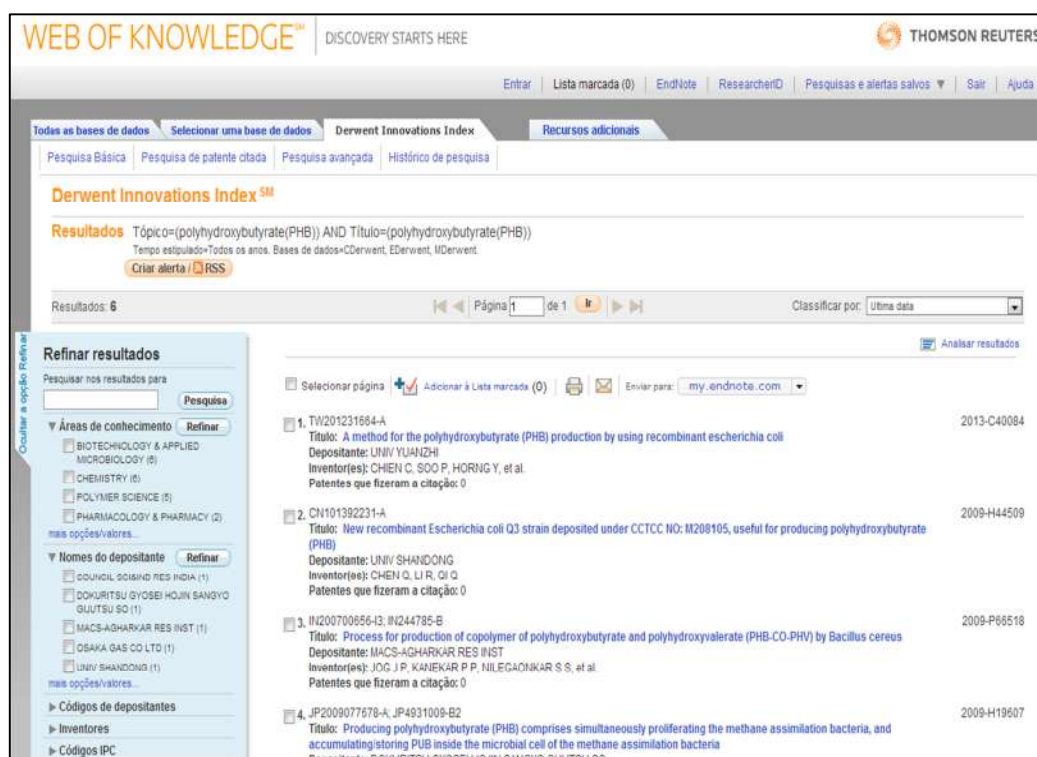 WEB OF KNOWLEDGE℠ DISCOVERY STARTS HERE
THOMSON REUTERS
Entrar | Lista marcada (0) | EndNote | ResearcherID | Pesquisas e alertas salvos ▼ | Sair | Ajuda
Todas as bases de dados Selecionar uma base de dados Derwent Innovations Index Recursos adicionais
Pesquisa Básica | Pesquisa de patente citada | Pesquisa avançada | Histórico de pesquisa
Derwent Innovations Index℠
Resultados Tópico=(polyhydroxybutyrate(PHB)) AND Título=(polyhydroxybutyrate(PHB))
Tempo estipulado=Todos os anos. Bases de dados=CDerwent, EDerwent, MDerwent.
Criar alerta / RSS
Resultados: 6 Página 1 de 1 Ir Classificar por: Ultima data
Analisar resultados
Ocultar a opção Refinar
Refinar resultados
Pesquisar nos resultados para
Pesquisa
▼ Áreas de conhecimento Refinar
BIOTECHNOLOGY & APPLIED
MICROBIOLOGY (6)
CHEMISTRY (6)
POLYMER SCIENCE (5)
PHARMACOLOGY & PHARMACY (2)
mais opções/valores...
▼ Nomes do depositante Refinar
COUNCIL SCI&IND RES INDIA (1)
DOKURITSU GYOSEI HOJIN SANGYO
GIJUTSU SO (1)
MACS-AGHARKAR RES INST (1)
OSAKA GAS CO LTD (1)
UNIV SHANDONG (1)
mais opções/valores...
▶ Códigos de depositantes
▶ Inventores
▶ Códigos IPC
Selecionar página Adicionar à Lista marcada (0) Enviar para: my.endnote.com
1. TW201231664-A 2013-C40084
Título: A method for the polyhydroxybutyrate (PHB) production by using recombinant escherichia coli
Depositante: UNIV YUANZHI
Inventor(es): CHIEN C, SOO P, HORNG Y, et al.
Patentes que fizeram a citação: 0
2. CN101392231-A 2009-H44509
Título: New recombinant Escherichia coli Q3 strain deposited under CCTCC NO: M208105, useful for producing polyhydroxybutyrate
(PHB)
Depositante: UNIV SHANDONG
Inventor(es): CHEN Q, LI R, QI Q
Patentes que fizeram a citação: 0
3. IN200700656-I3; IN244785-B 2009-P66518
Título: Process for production of copolymer of polyhydroxybutyrate and polyhydroxyvalerate (PHB-CO-PHV) by Bacillus cereus
Depositante: MACS-AGHARKAR RES INST
Inventor(es): JOG J P, KANEKAR P P, NILEGAONKAR S S, et al.
Patentes que fizeram a citação: 0
4. JP2009077678-A; JP4931009-B2 2009-H19607
Título: Producing polyhydroxybutyrate (PHB) comprises simultaneously proliferating the methane assimilation bacteria, and
accumulating/storing PUB inside the microbial cell of the methane assimilation bacteria